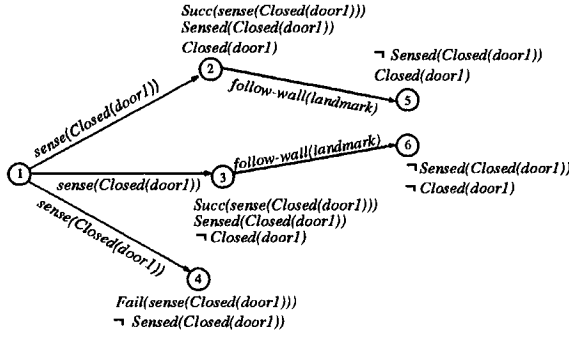 Succ(sense(Closed(door1)))
Sensed(Closed(door1))
Closed(door1)
2
sense(Closed(door1))
follow-wall(landmark)
¬ Sensed(Closed(door1))
Closed(door1)
5
1
sense(Closed(door1))
3
follow-wall(landmark)
6
¬ Sensed(Closed(door1))
¬ Closed(door1)
Succ(sense(Closed(door1)))
Sensed(Closed(door1))
¬ Closed(door1)
sense(Closed(door1))
4
Fail(sense(Closed(door1)))
¬ Sensed(Closed(door1))